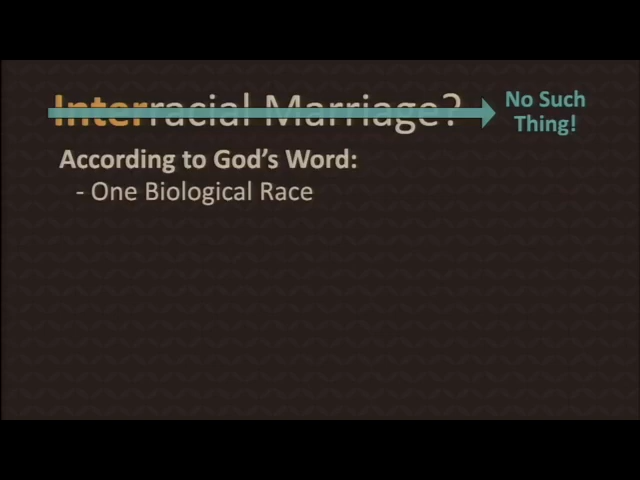 Interracial Marriage?
No Such
Thing!
According to God's Word:
- One Biological Race